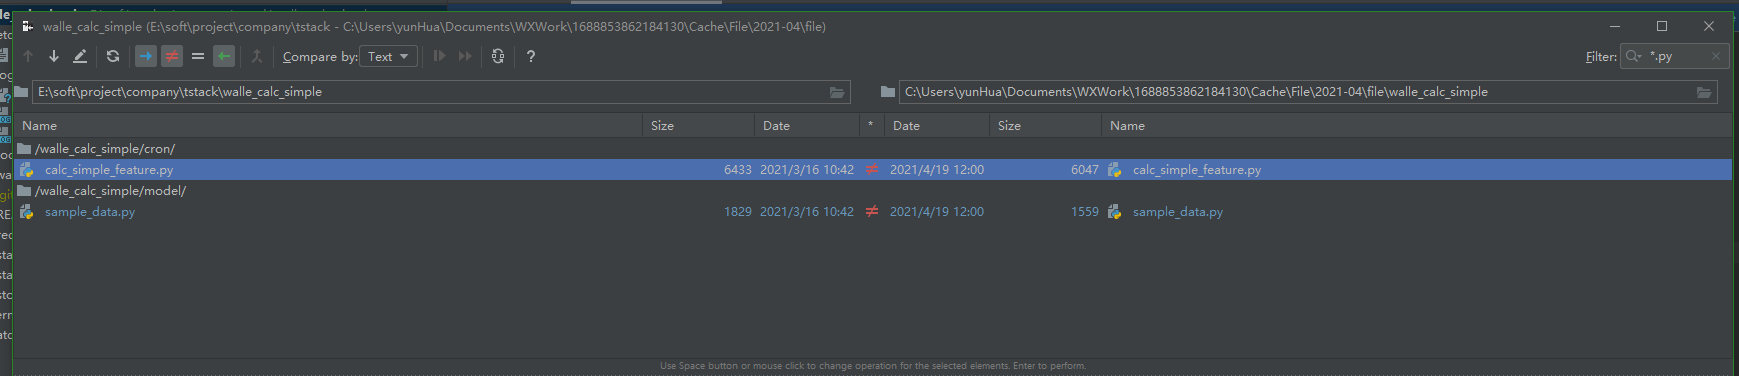 walle_calc_simple (E:\soft\project\company\tstack - C:\Users\yunHua\Documents\WXWork\1688853862184130\Cache\File\2021-04\file)
Compare by: Text ? Filter: *.py
E:\soft\project\company\tstack\walle_calc_simple C:\Users\yunHua\Documents\WXWork\1688853862184130\Cache\File\2021-04\file\walle_calc_simple
Name Size Date * Date Size Name
/walle_calc_simple/cron/
calc_simple_feature.py 6433 2021/3/16 10:42 ≠ 2021/4/19 12:00 6047 calc_simple_feature.py
/walle_calc_simple/model/
sample_data.py 1829 2021/3/16 10:42 ≠ 2021/4/19 12:00 1559 sample_data.py
Use Space button or mouse click to change operation for the selected elements. Enter to perform.